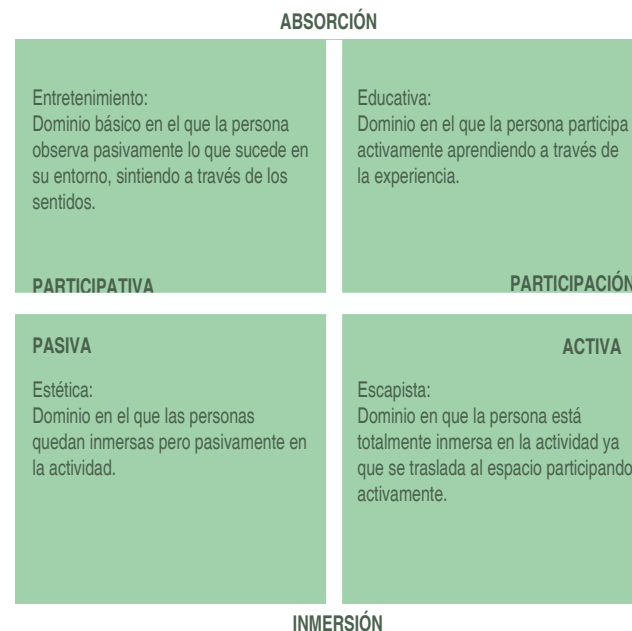 ABSORCIÓN
Entretenimiento:
Dominio básico en el que la persona
observa pasivamente lo que sucede en
su entorno, sintiendo a través de los
sentidos.
PARTICIPATIVA
Educativa:
Dominio en el que la persona participa
activamente aprendiendo a través de
la experiencia.
PARTICIPACIÓN
PASIVA
Estética:
Dominio en el que las personas
quedan inmersas pero pasivamente en
la actividad.
ACTIVA
Escapista:
Dominio en que la persona está
totalmente inmersa en la actividad ya
que se traslada al espacio participando
activamente.
INMERSIÓN